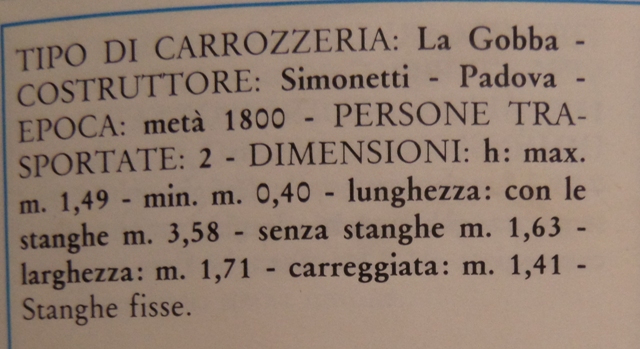 TIPO DI CARROZZERIA: La Gobba -
COSTRUTTORE: Simonetti - Padova -
EPOCA: metà 1800 - PERSONE TRA-
SPORTATE: 2 - DIMENSIONI: h: max.
m. 1,49 - min. m. 0,40 - lunghezza: con le
stanghe m. 3,58 - senza stanghe m. 1,63 -
larghezza: m. 1,71 - carreggiata: m. 1,41 -
Stanghe fisse.